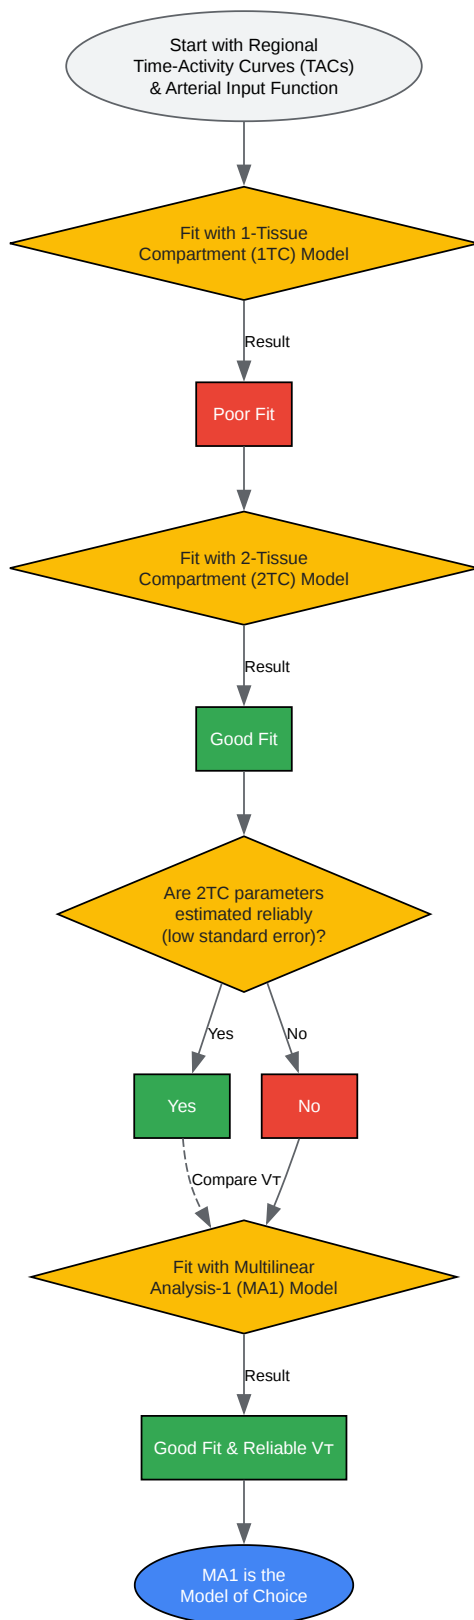 Start with Regional
Time-Activity Curves (TACs)
& Arterial Input Function
Fit with 1-Tissue
Compartment (1TC) Model
Result
Poor Fit
Fit with 2-Tissue
Compartment (2TC) Model
Result
Good Fit
Are 2TC parameters
estimated reliably
(low standard error)?
Yes
No
Yes
No
Compare Vᴛ
Fit with Multilinear
Analysis-1 (MA1) Model
Result
Good Fit & Reliable Vᴛ
MA1 is the
Model of Choice